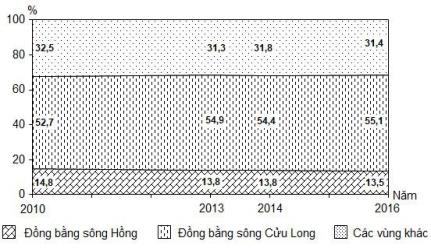 %
100
32,5 31,3 31,8 31,4
80
60
52,7 54,9 54,4 55,1
40
20
14,8 13,8 13,8 13,5
0
Năm
2010 2013 2014 2016
Đồng bằng sông Hồng Đồng bằng sông Cửu Long Các vùng khác